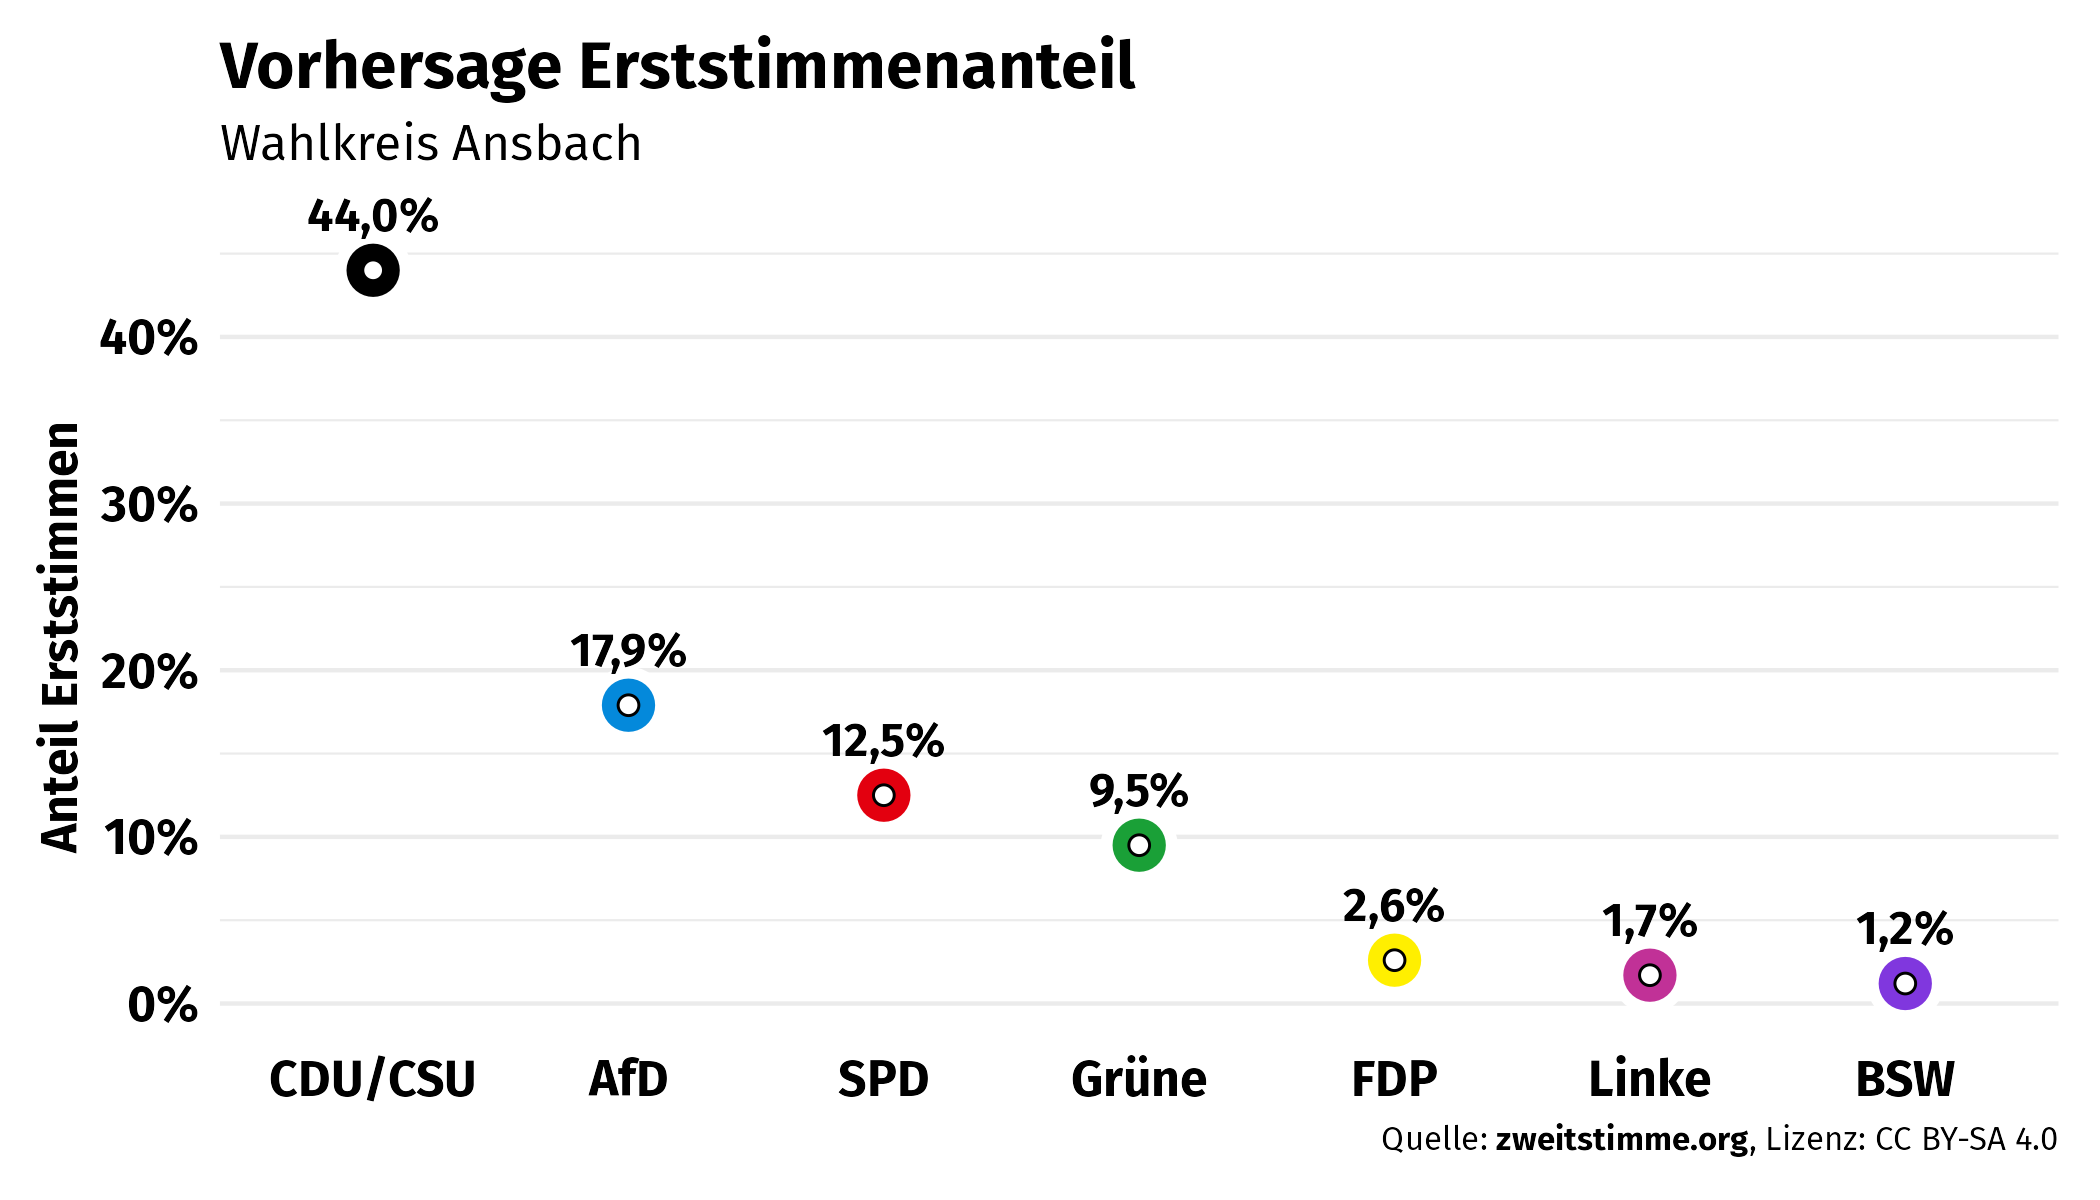 Vorhersage Erststimmenanteil
Wahlkreis Ansbach
44,0%
40%
30%
17,9%
20%
12,5%
9,5%
10%
2,6%
1,7%
1,2%
0%
Anteil Erststimmen
CDU/CSU AfD SPD Grüne FDP Linke BSW
Quelle: zweitstimme.org, Lizenz: CC BY-SA 4.0